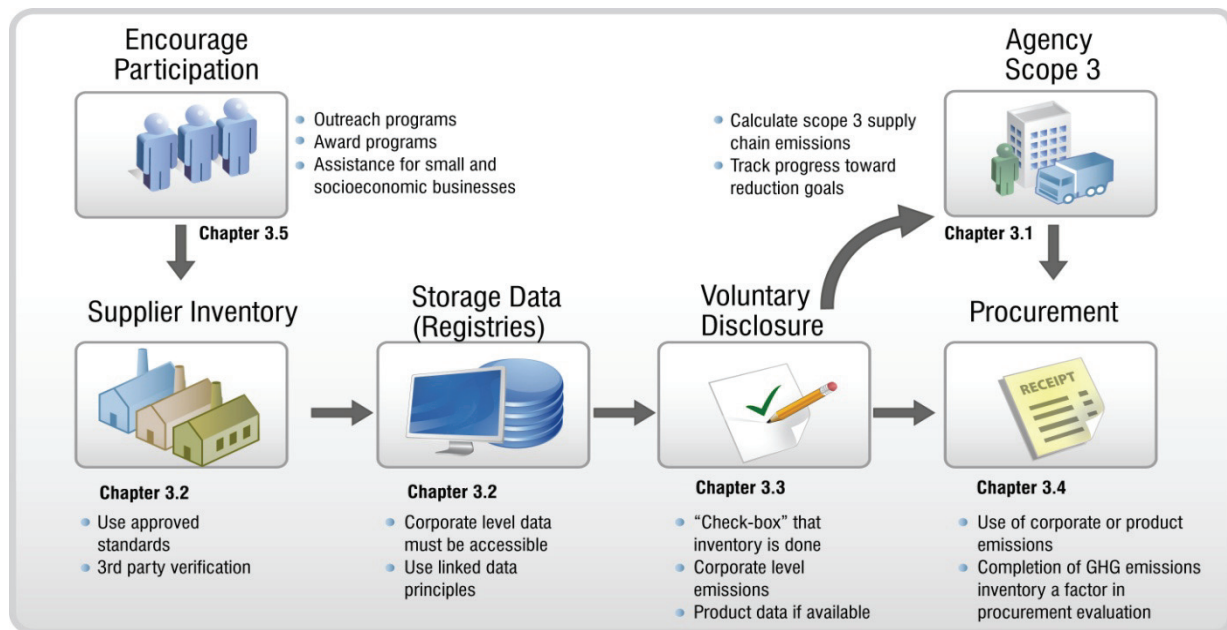 Encourage
Participation
• Outreach programs
• Award programs
• Assistance for small and
socioeconomic businesses
Chapter 3.5
Agency
Scope 3
• Calculate scope 3 supply
chain emissions
• Track progress toward
reduction goals
Chapter 3.1
Supplier Inventory
Chapter 3.2
• Use approved
standards
• 3rd party verification
Storage Data
(Registries)
Chapter 3.2
• Corporate level data
must be accessible
• Use linked data
principles
Voluntary
Disclosure
Chapter 3.3
• “Check-box” that
inventory is done
• Corporate level
emissions
• Product data if available
Procurement
RECEIPT
Chapter 3.4
• Use of corporate or product
emissions
• Completion of GHG emissions
inventory a factor in
procurement evaluation